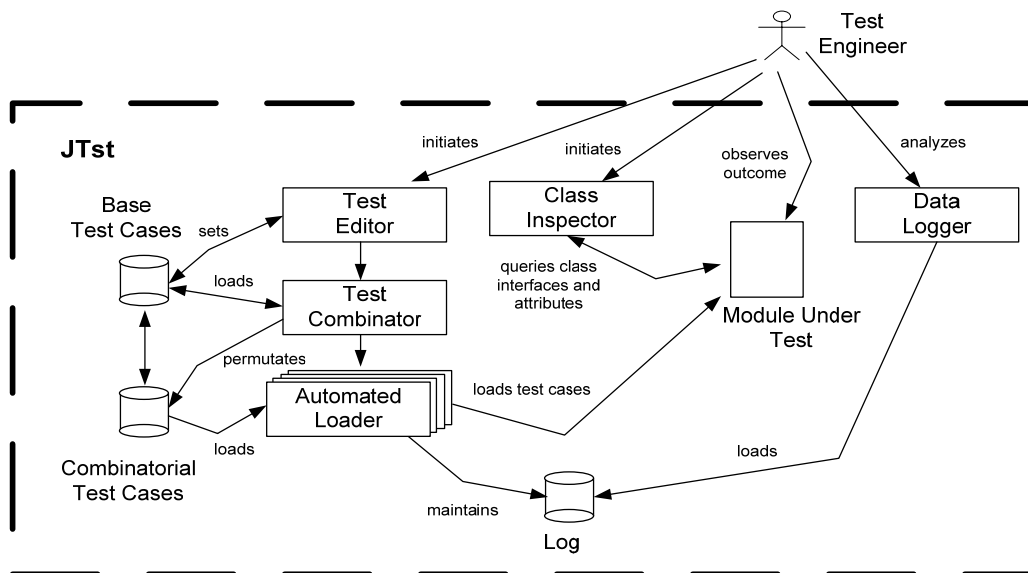 Test
Engineer
JTst
initiates
initiates
observes
outcome
analyzes
Base
Test Cases
sets
Test
Editor
Class
Inspector
Data
Logger
loads
queries class
interfaces and
attributes
Test
Combinator
Module Under
Test
permutates
Automated
Loader
loads test cases
loads
loads
Combinatorial
Test Cases
maintains
Log